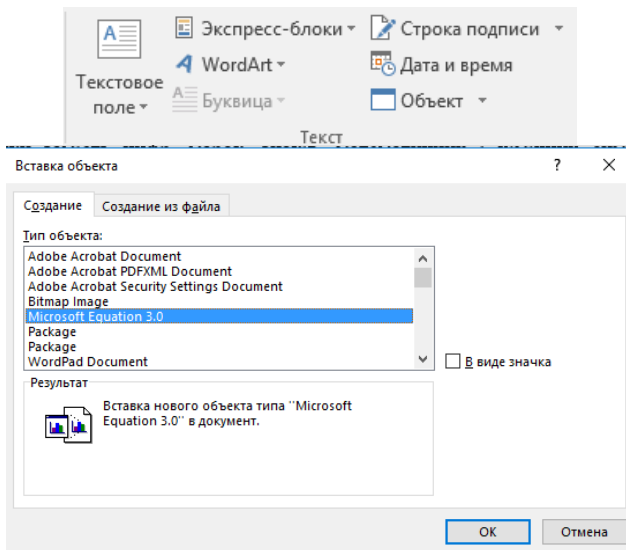 Экспресс-блоки
Строка подписи
WordArt
Дата и время
Текстовое поле
Буквица
Объект
Текст
Вставка объекта
? ×
Создание
Создание из файла
Тип объекта:
Adobe Acrobat Document
Adobe Acrobat PDFXML Document
Adobe Acrobat Security Settings Document
Bitmap Image
Microsoft Equation 3.0
Package
Package
WordPad Document
В виде значка
Результат
Вставка нового объекта типа "Microsoft
Equation 3.0" в документ.
ОК
Отмена